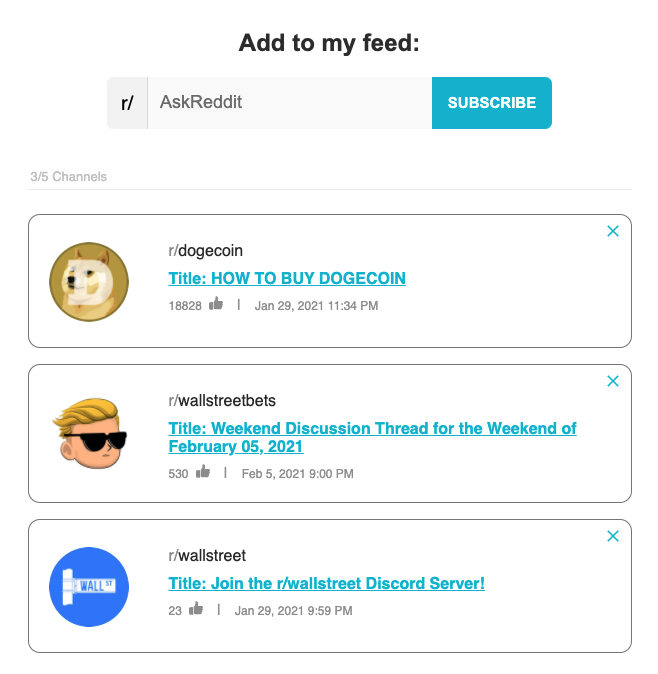 Add to my feed:
r/ AskReddit SUBSCRIBE
3/5 Channels
r/dogecoin
Title: HOW TO BUY DOGECOIN
18828 | Jan 29, 2021 11:34 PM
r/wallstreetbets
Title: Weekend Discussion Thread for the Weekend of
February 05, 2021
530 | Feb 5, 2021 9:00 PM
WALL ST
r/wallstreet
Title: Join the r/wallstreet Discord Server!
23 | Jan 29, 2021 9:59 PM